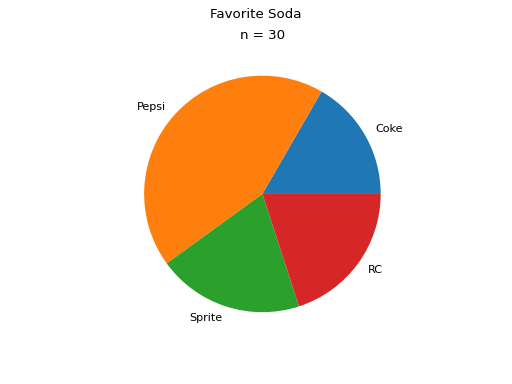 Favorite Soda
n = 30
Pepsi
Coke
RC
Sprite